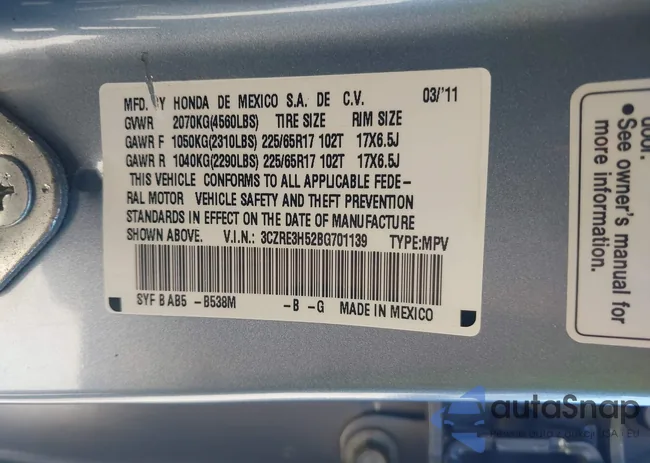 MFD. BY HONDA DE MEXICO S.A. DE C.V. 03/'11
GVWR 2070KG(4560LBS) TIRE SIZE RIM SIZE
GAWR F 1050KG(2310LBS) 225/65R17 102T 17X6.5J
GAWR R 1040KG(2290LBS) 225/65R17 102T 17X6.5J
THIS VEHICLE CONFORMS TO ALL APPLICABLE FEDE-
RAL MOTOR VEHICLE SAFETY AND THEFT PREVENTION
STANDARDS IN EFFECT ON THE DATE OF MANUFACTURE
SHOWN ABOVE. V.I.N.: 3CZRE3H52BG701139 TYPE:MPV
SYF B AB5 -B538M -B -G MADE IN MEXICO
door.
• See owner's manual for
information.
autoSnap